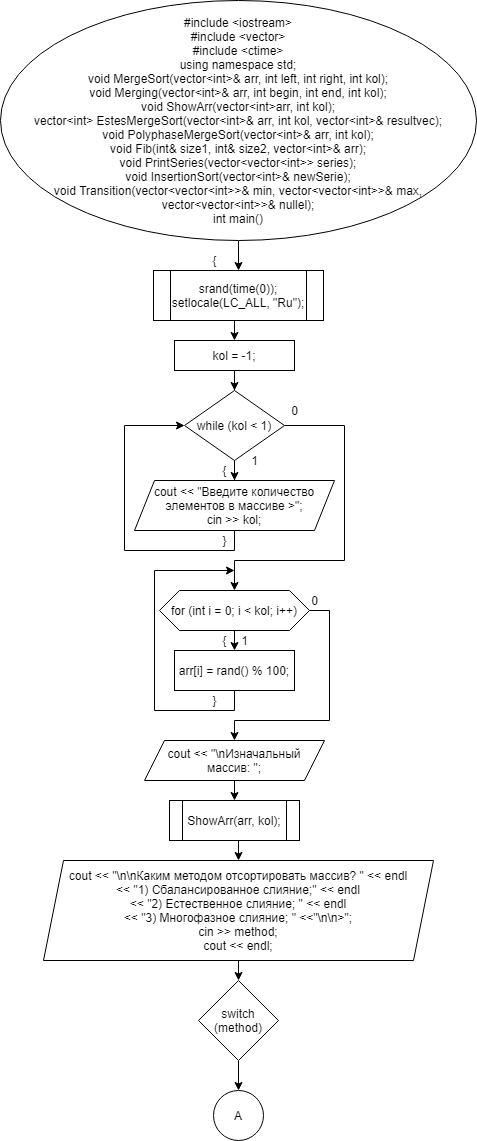 #include <iostream>
#include <vector>
#include <ctime>
using namespace std;
void MergeSort(vector<int>& arr, int left, int right, int kol);
void Merging(vector<int>& arr, int begin, int end, int kol);
void ShowArr(vector<int>arr, int kol);
vector<int> EstesMergeSort(vector<int>& arr, int kol, vector<int>& resultvec);
void PolyphaseMergeSort(vector<int>& arr, int kol);
void Fib(int& size1, int& size2, vector<int>& arr);
void PrintSeries(vector<vector<int>> series);
void InsertionSort(vector<int>& newSerie);
void Transition(vector<vector<int>>& min, vector<vector<int>>& max,
vector<vector<int>>& nullel);
int main()
{
srand(time(0));
setlocale(LC_ALL, "Ru");
kol = -1;
0
while (kol < 1)
1
{
cout << "Введите количество
элементов в массиве >";
cin >> kol;
}
0
for (int i = 0; i < kol; i++)
{ 1
arr[i] = rand() % 100;
}
cout << "\nИзначальный
массив: ";
ShowArr(arr, kol);
cout << "\n\nКаким методом отсортировать массив? " << endl
<< "1) Сбалансированное слияние;" << endl
<< "2) Естественное слияние; " << endl
<< "3) Многофазное слияние; " <<"\n\n>";
cin >> method;
cout << endl;
switch
(method)
A